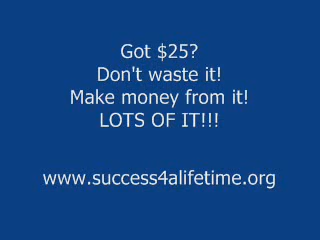 Got $25?
Don't waste it!
Make money from it!
LOTS OF IT!!!
www.success4alifetime.org